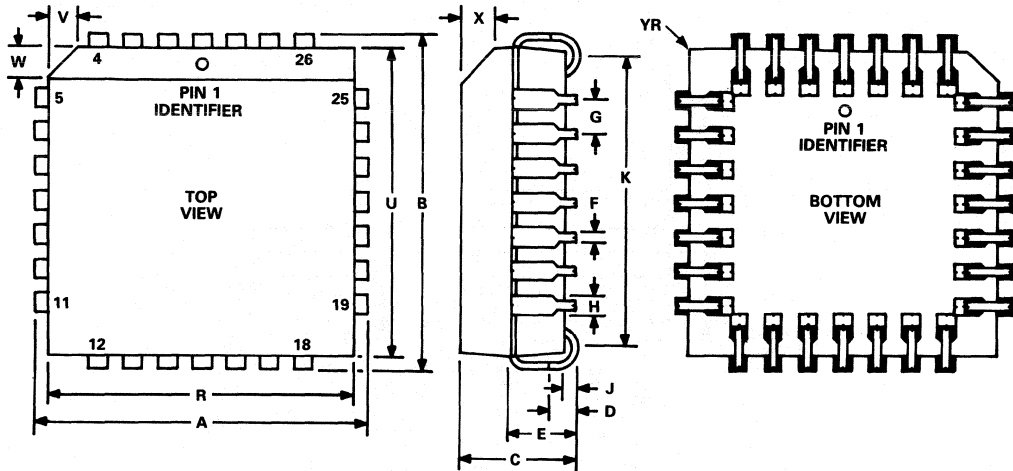 V
X
YR
W
4
26
5
25
PIN 1
IDENTIFIER
G
PIN 1
IDENTIFIER
K
TOP
VIEW
U
B
F
BOTTOM
VIEW
11
19
H
12
18
J
R
D
E
A
C